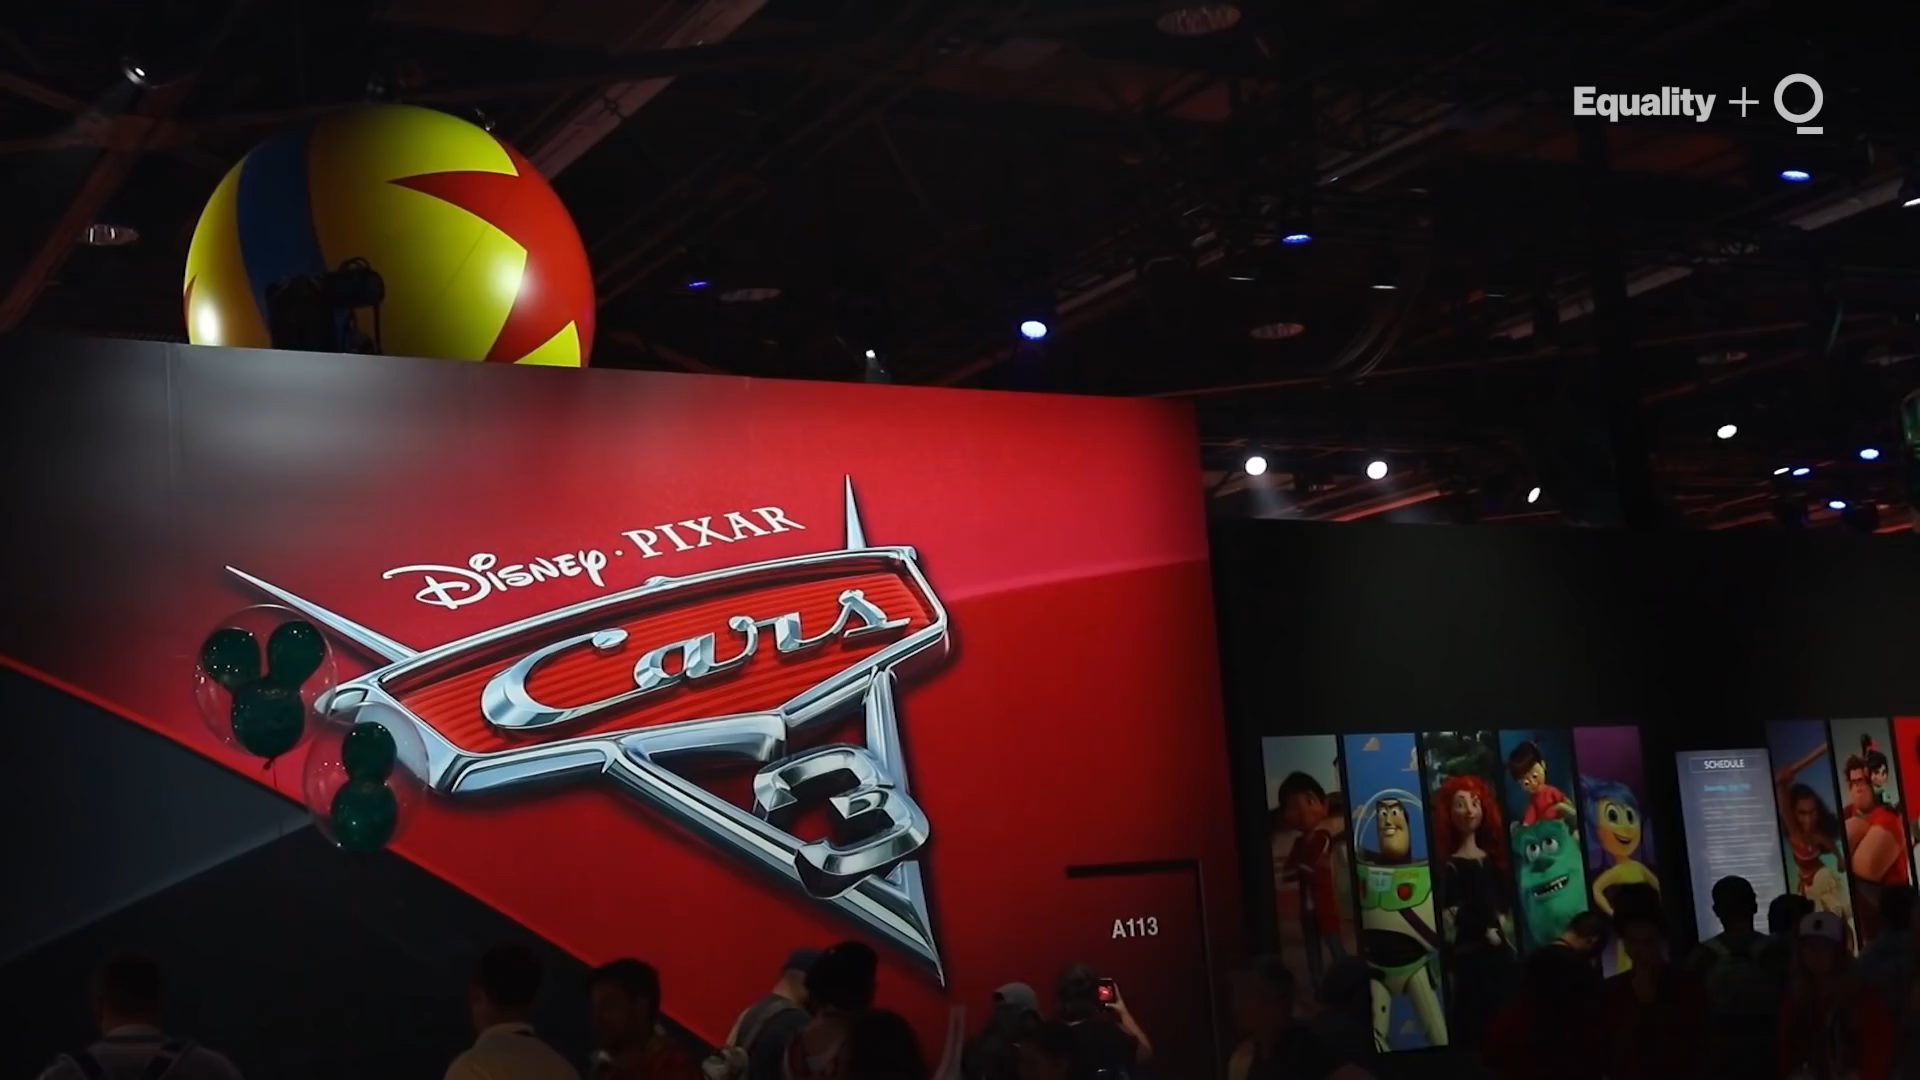 Equality + Q
DISNEY · PIXAR
Cars
3
A113
SCHEDULE